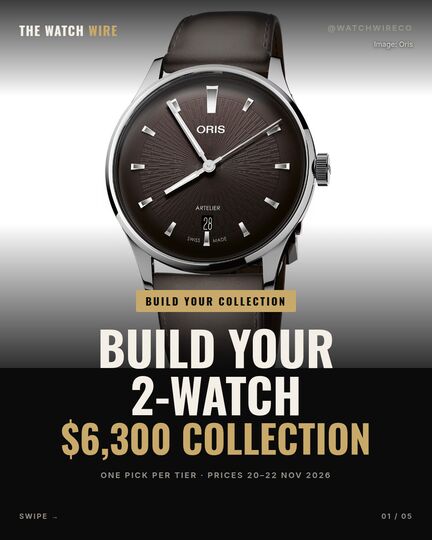 THE WATCH WIRE
@WATCHWIRECO
Image: Oris
ORIS
ARTELIER
28
SWISS MADE
BUILD YOUR COLLECTION
BUILD YOUR
2-WATCH
$6,300 COLLECTION
ONE PICK PER TIER · PRICES 20–22 NOV 2026
SWIPE →
01 / 05